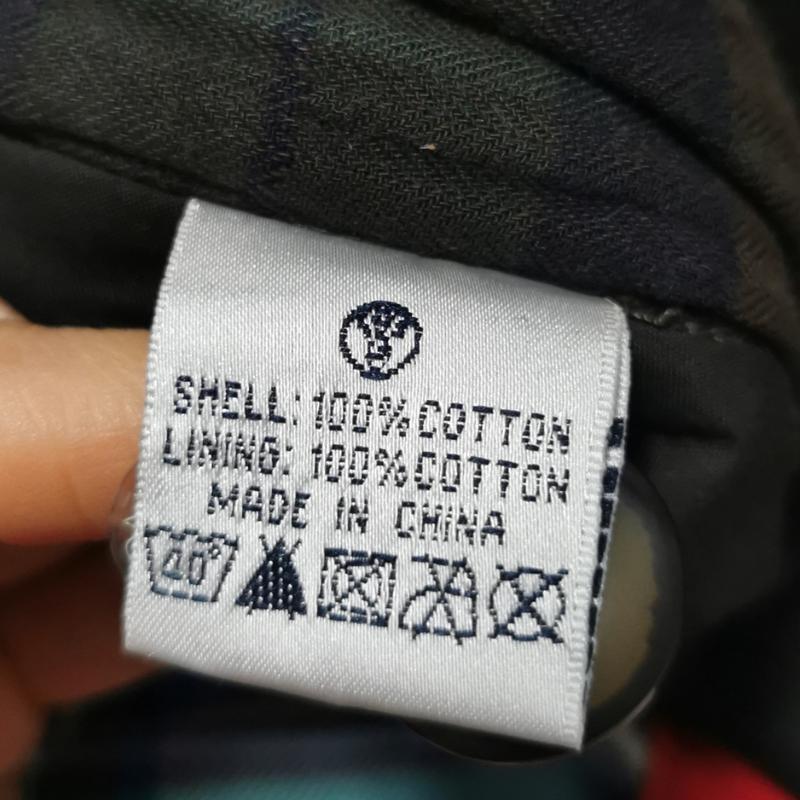 SHELL: 100% COTTON
LINING: 100% COTTON
MADE IN CHINA
40°